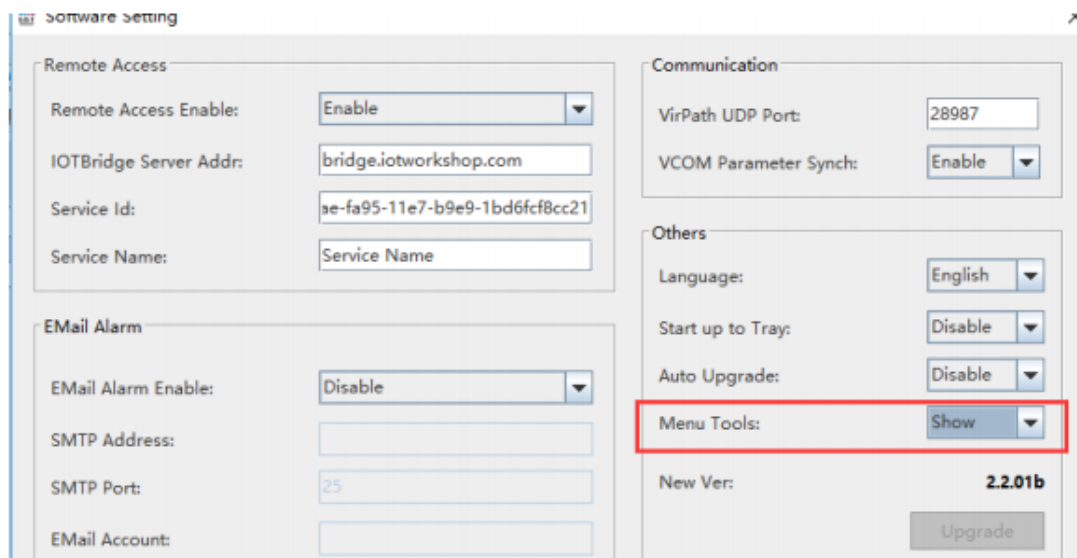 Software Setting
Remote Access
Remote Access Enable: Enable
IOTBridge Server Addr: bridge.iotworkshop.com
Service Id: ae-fa95-11e7-b9e9-1bd6fcf8cc21
Service Name: Service Name
EMail Alarm
EMail Alarm Enable: Disable
SMTP Address:
SMTP Port: 25
EMail Account:
Communication
VirPath UDP Port: 28987
VCOM Parameter Synch: Enable
Others
Language: English
Start up to Tray: Disable
Auto Upgrade: Disable
Menu Tools: Show
New Ver: 2.2.01b
Upgrade